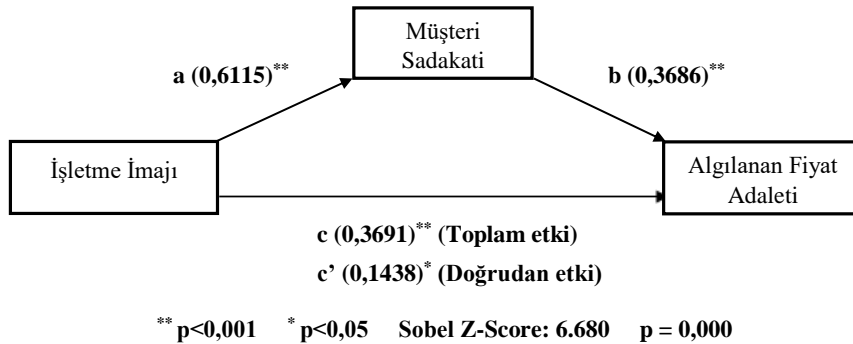 Müşteri
Sadakati
a (0,6115)**
b (0,3686)**
İşletme İmajı
Algılanan Fiyat
Adaleti
c (0,3691)** (Toplam etki)
c’ (0,1438)* (Doğrudan etki)
** p<0,001 * p<0,05 Sobel Z-Score: 6.680 p = 0,000